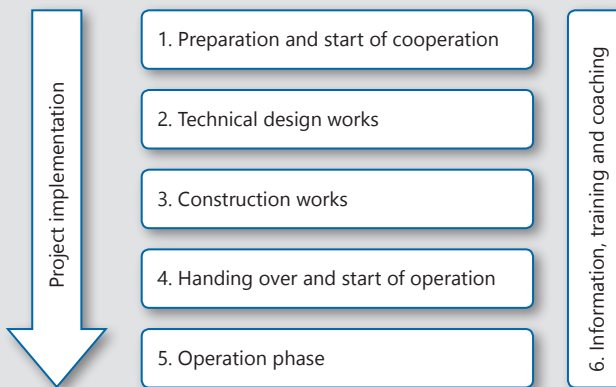 Project implementation
1. Preparation and start of cooperation
2. Technical design works
3. Construction works
4. Handing over and start of operation
5. Operation phase
6. Information, training and coaching